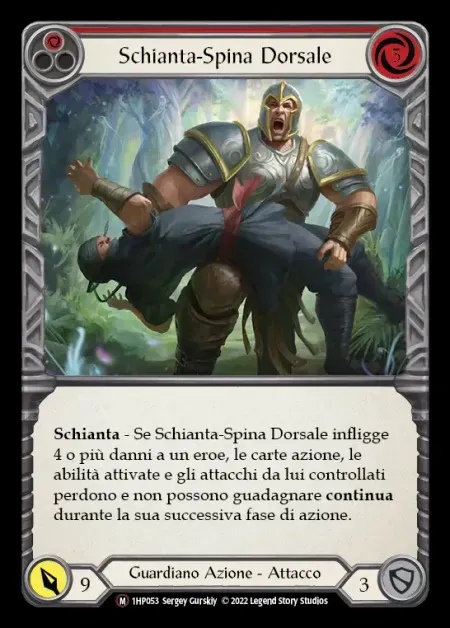 Schianta-Spina Dorsale
5
Schianta - Se Schianta-Spina Dorsale infligge
4 o più danni a un eroe, le carte azione, le
abilità attivate e gli attacchi da lui controllati
perdono e non possono guadagnare continua
durante la sua successiva fase di azione.
9
Guardiano Azione - Attacco
3
M 1HP053 Sergey Gurskiy © 2022 Legend Story Studios